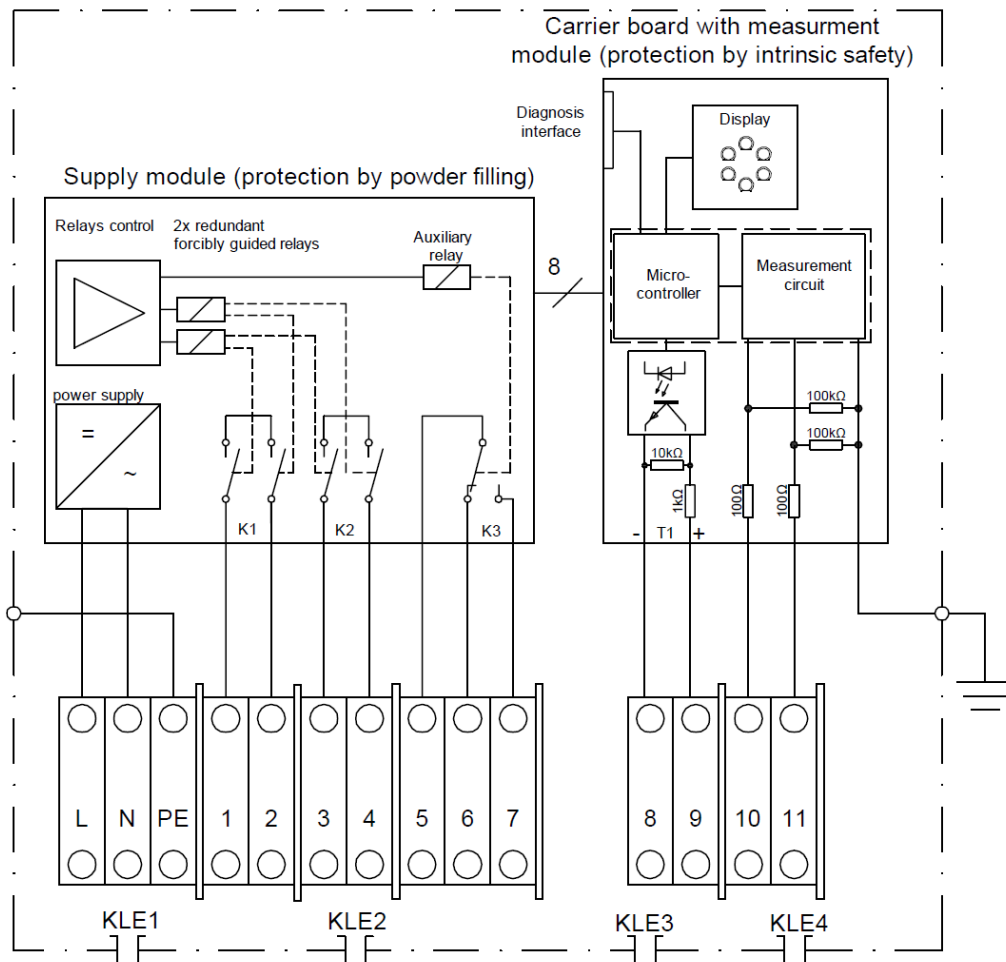 Carrier board with measurment
module (protection by intrinsic safety)
Diagnosis
interface
Display
Supply module (protection by powder filling)
Relays control
2x redundant
forcibly guided relays
Auxiliary
relay
8
Micro-
controller
Measurement
circuit
power supply
=
~
100kΩ
100kΩ
10kΩ
1kΩ
100Ω
100Ω
K1
K2
K3
- T1 +
L N PE 1 2 3 4 5 6 7 8 9 10 11
KLE1 KLE2 KLE3 KLE4